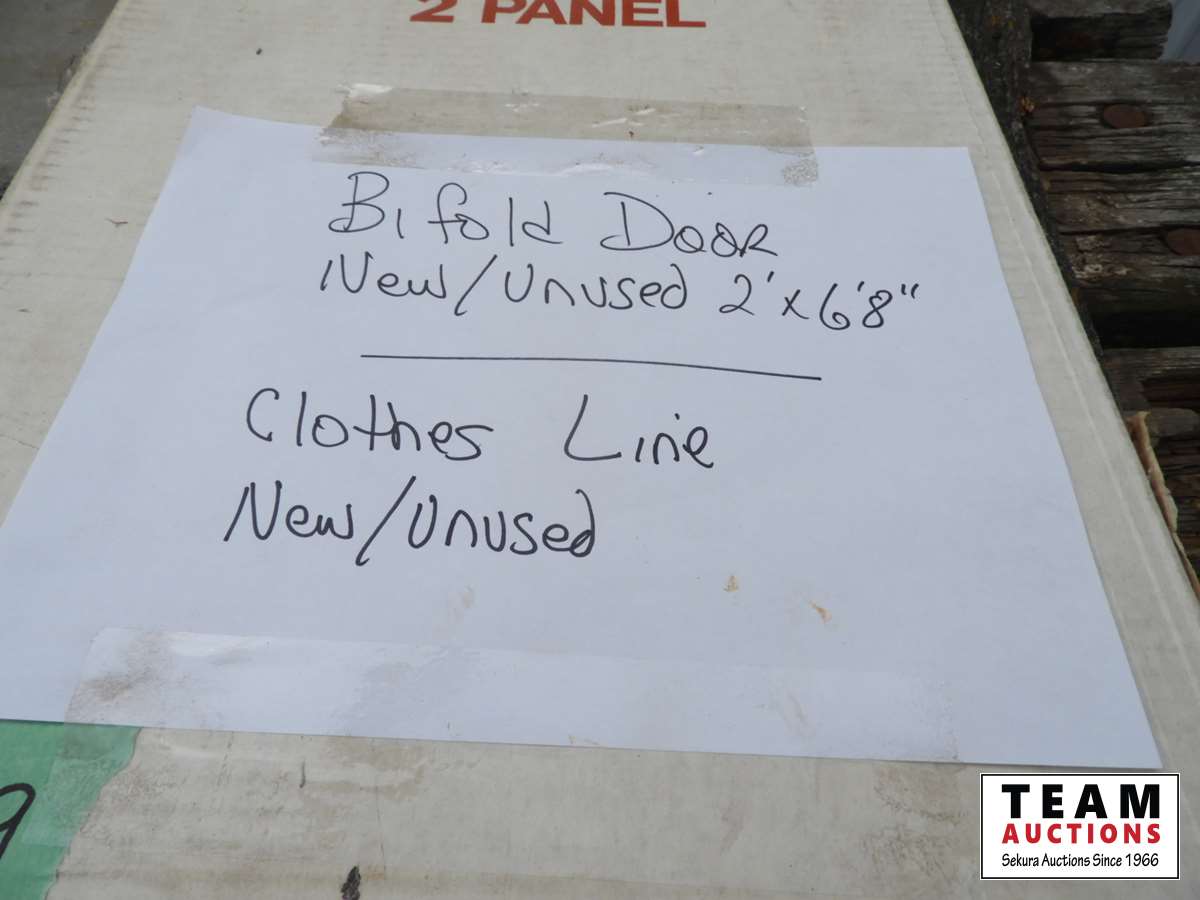 2 PANEL
Bifold Door
New/Unused 2'x6'8"
Clothes Line
New/Unused
9
TEAM
AUCTIONS
Sekura Auctions Since 1966